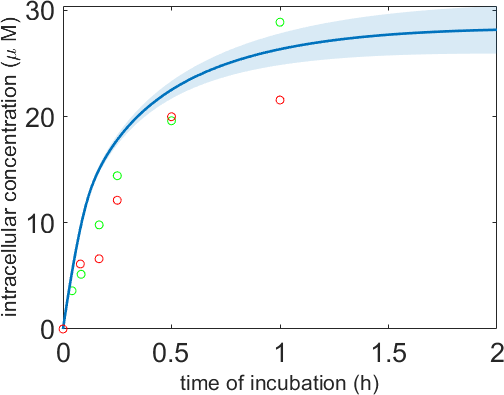 intracellular concentration (μ M)
30
20
10
0
0 0.5 1 1.5 2
time of incubation (h)